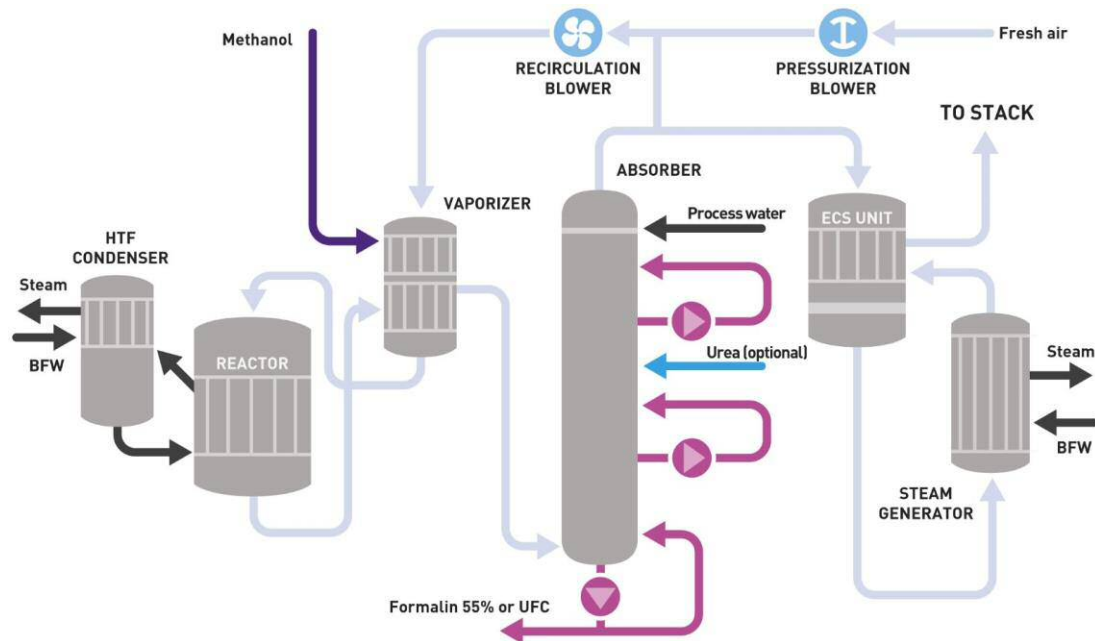 Methanol
RECIRCULATION
BLOWER
PRESSURIZATION
BLOWER
Fresh air
TO STACK
ABSORBER
VAPORIZER
Process water
ECS UNIT
HTF
CONDENSER
Steam
BFW
REACTOR
Urea (optional)
Steam
BFW
STEAM
GENERATOR
Formalin 55% or UFC